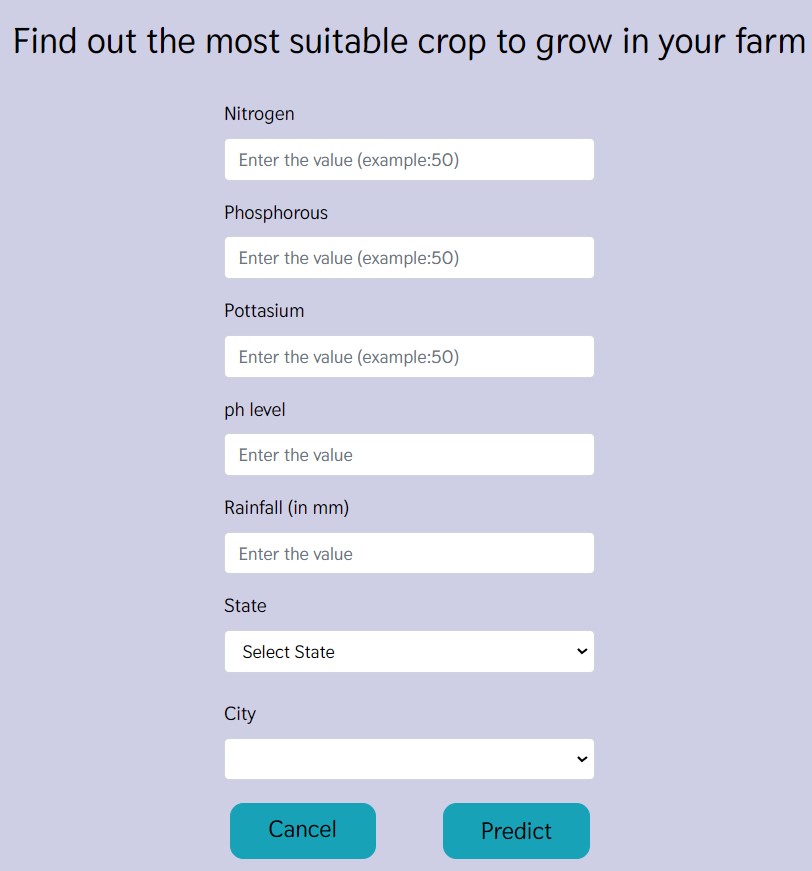 Find out the most suitable crop to grow in your farm
Nitrogen
Enter the value (example:50)
Phosphorous
Enter the value (example:50)
Pottasium
Enter the value (example:50)
ph level
Enter the value
Rainfall (in mm)
Enter the value
State
Select State
City
Cancel
Predict